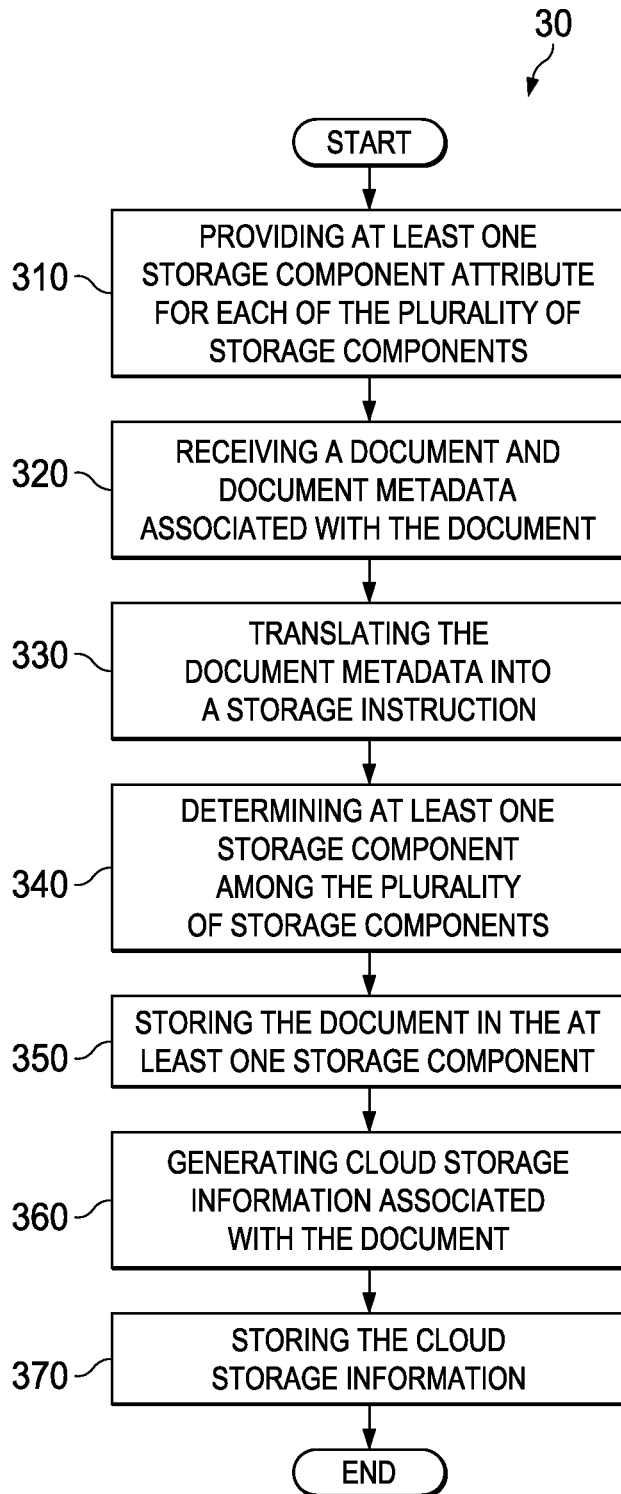 30
START
310
PROVIDING AT LEAST ONE
STORAGE COMPONENT ATTRIBUTE
FOR EACH OF THE PLURALITY OF
STORAGE COMPONENTS
320
RECEIVING A DOCUMENT AND
DOCUMENT METADATA
ASSOCIATED WITH THE DOCUMENT
330
TRANSLATING THE
DOCUMENT METADATA INTO
A STORAGE INSTRUCTION
340
DETERMINING AT LEAST ONE
STORAGE COMPONENT
AMONG THE PLURALITY
OF STORAGE COMPONENTS
350
STORING THE DOCUMENT IN THE AT
LEAST ONE STORAGE COMPONENT
360
GENERATING CLOUD STORAGE
INFORMATION ASSOCIATED
WITH THE DOCUMENT
370
STORING THE CLOUD
STORAGE INFORMATION
END